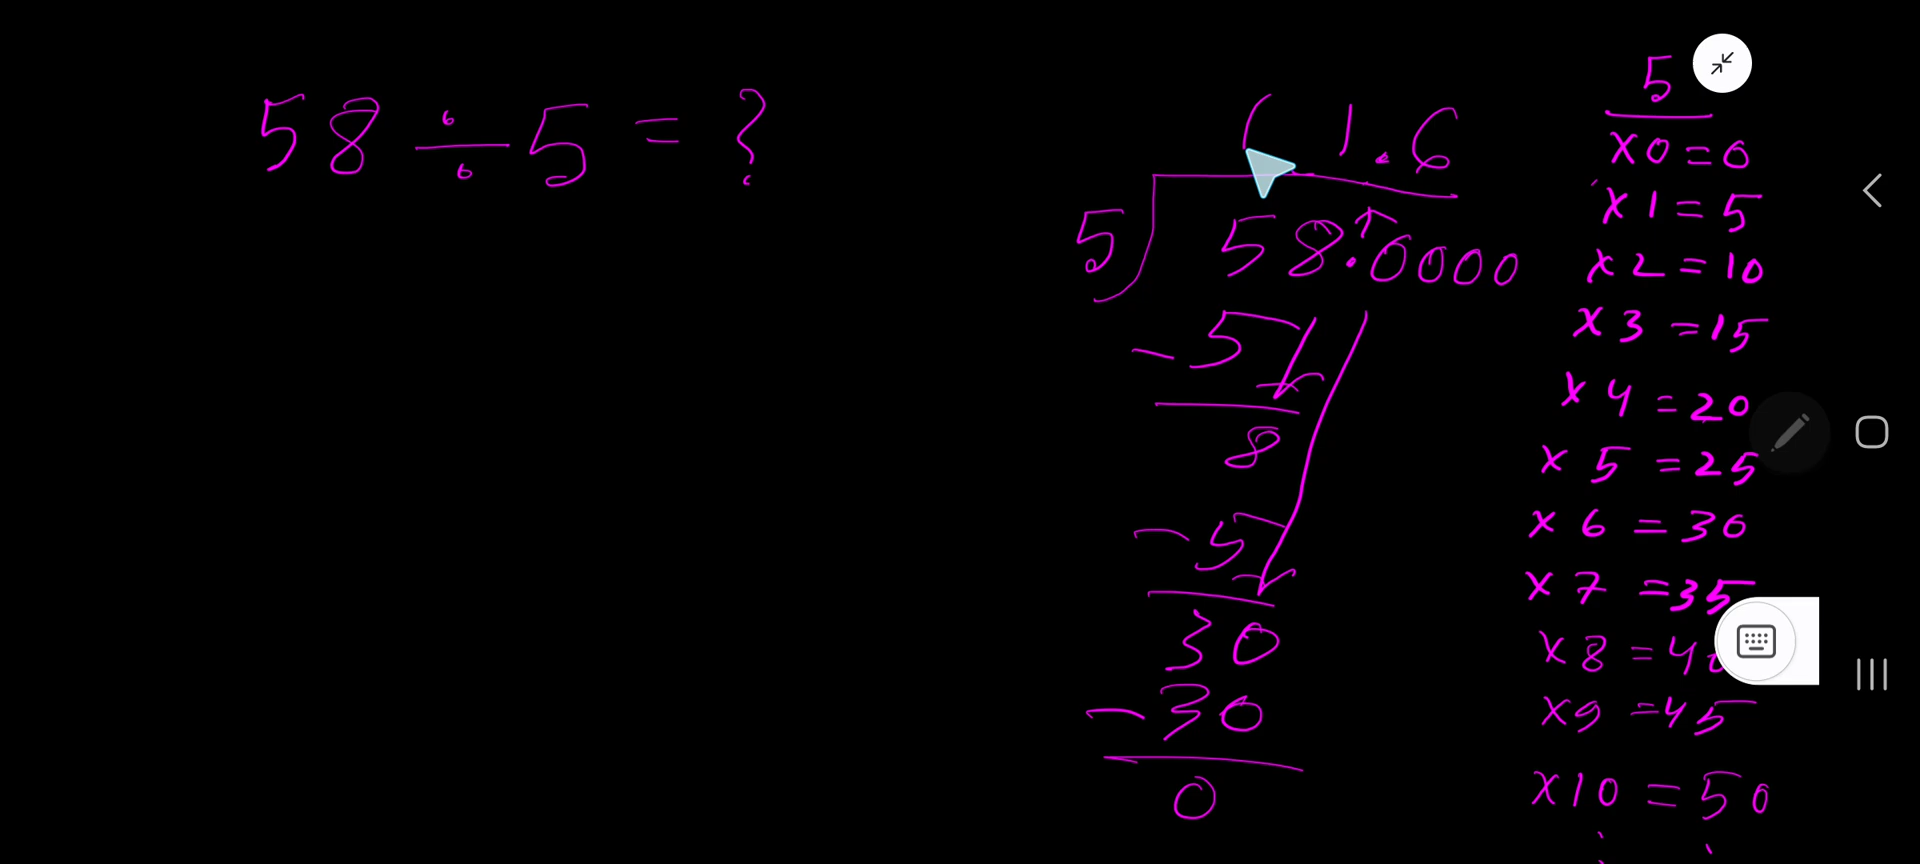 58 ÷ 5 = ?
11.6
5 58.0000
-5
8
-5
30
-30
0
5
x0=0
x1=5
x2=10
x3=15
x4=20
x5=25
x6=30
x7=35
x8=40
x9=45
x10=50